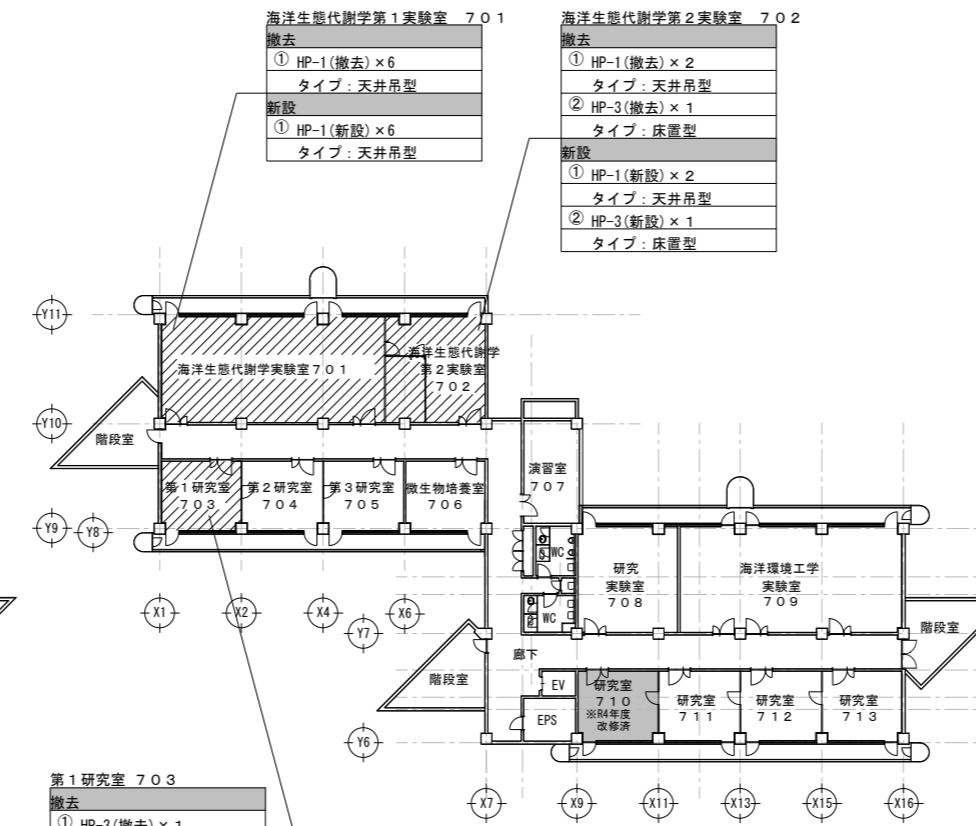 海洋生態代謝学第１実験室　７０１
撤去
① HP-1(撤去)×6
タイプ：天井吊型
新設
① HP-1(新設)×6
タイプ：天井吊型
海洋生態代謝学第２実験室　７０２
撤去
① HP-1(撤去)×２
タイプ：天井吊型
② HP-3(撤去)×１
タイプ：床置型
新設
① HP-1(新設)×２
タイプ：天井吊型
② HP-3(新設)×１
タイプ：床置型
Y11
海洋生態代謝学実験室７０１
海洋生態代謝学
第２実験室
７０２
Y10
階段室
第１研究室
７０３
第２研究室
７０４
第３研究室
７０５
微生物培養室
７０６
演習室
７０７
Y9
Y8
WC
WC
研究
実験室
７０８
海洋環境工学
実験室
７０９
X1
X2
X4
X6
Y7
廊下
階段室
階段室
EV
EPS
研究室
７１０
※R4年度
改修済
研究室
７１１
研究室
７１２
研究室
７１３
Y6
X7
X9
X11
X13
X15
X16
第１研究室　７０３
撤去
① HP-3(撤去)×１